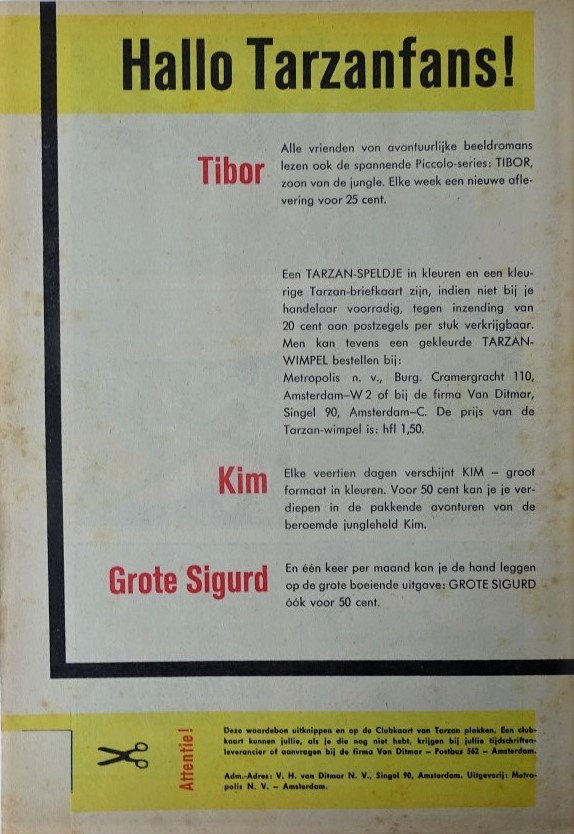 Hallo Tarzanfans!
Tibor
Alle vrienden von avontuurlijke beeldromans
lezen ook de spannende Piccolo-series: TIBOR,
zoon van de jungle. Elke week een nieuwe afle-
vering voor 25 cent.
Een TARZAN-SPELDJE in kleuren en een kleu-
rige Tarzan-briefkaart zijn, indien niet bij je
handelaar voorradig, tegen inzending van
20 cent aan postzegels per stuk verkrijgbaar.
Men kan tevens een gekleurde TARZAN-
WIMPEL bestellen bij:
Metropolis n. v., Burg. Cramergracht 110,
Amsterdam–W 2 of bij de firma Van Ditmar,
Singel 90, Amsterdam–C. De prijs van de
Tarzan-wimpel is: hfl 1,50.
Kim
Elke veertien dagen verschijnt KIM – groot
formaat in kleuren. Voor 50 cent kan je je ver-
diepen in de pakkende avonturen van de
beroemde jungleheld Kim.
Grote Sigurd
En één keer per maand kan je de hand leggen
op de grote boeiende uitgave: GROTE SIGURD
óók voor 50 cent.
Attentie!
Deze waardebon uitknippen en op de Clubkaart van Tarzan plakken. Een club-
kaart kunnen jullie, als je die nog niet hebt, krijgen bij jullie tijdschriften-
leverancier of aanvragen bij de firma Van Ditmar – Postbus 562 – Amsterdam.
Adm.-Adres: V. H. van Ditmar N. V., Singel 90, Amsterdam. Uitgeverij: Metro-
polis N. V. – Amsterdam.